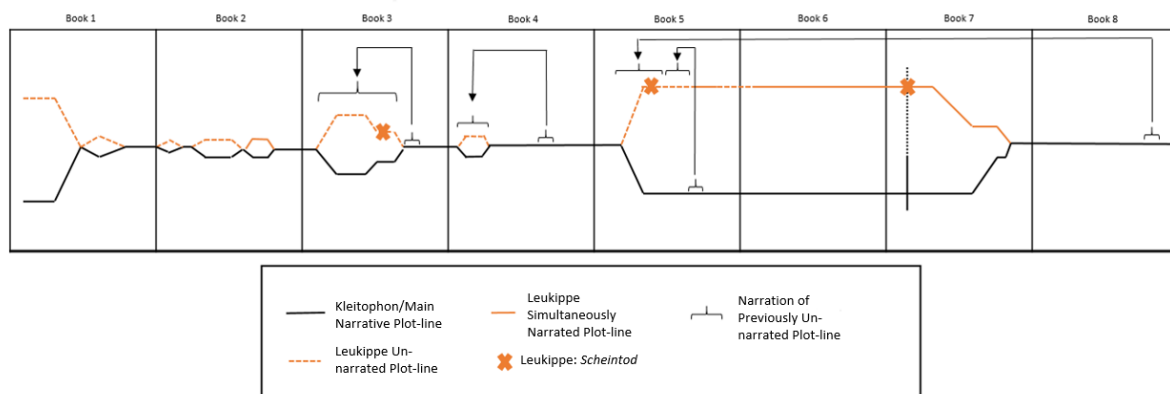 Book 1
Book 2
Book 3
Book 4
Book 5
Book 6
Book 7
Book 8
Kleitophon/Main
Narrative Plot-line
Leukippe
Simultaneously
Narrated Plot-line
Narration of
Previously Un-
narrated Plot-line
Leukippe Un-
narrated Plot-line
Leukippe: Scheintod